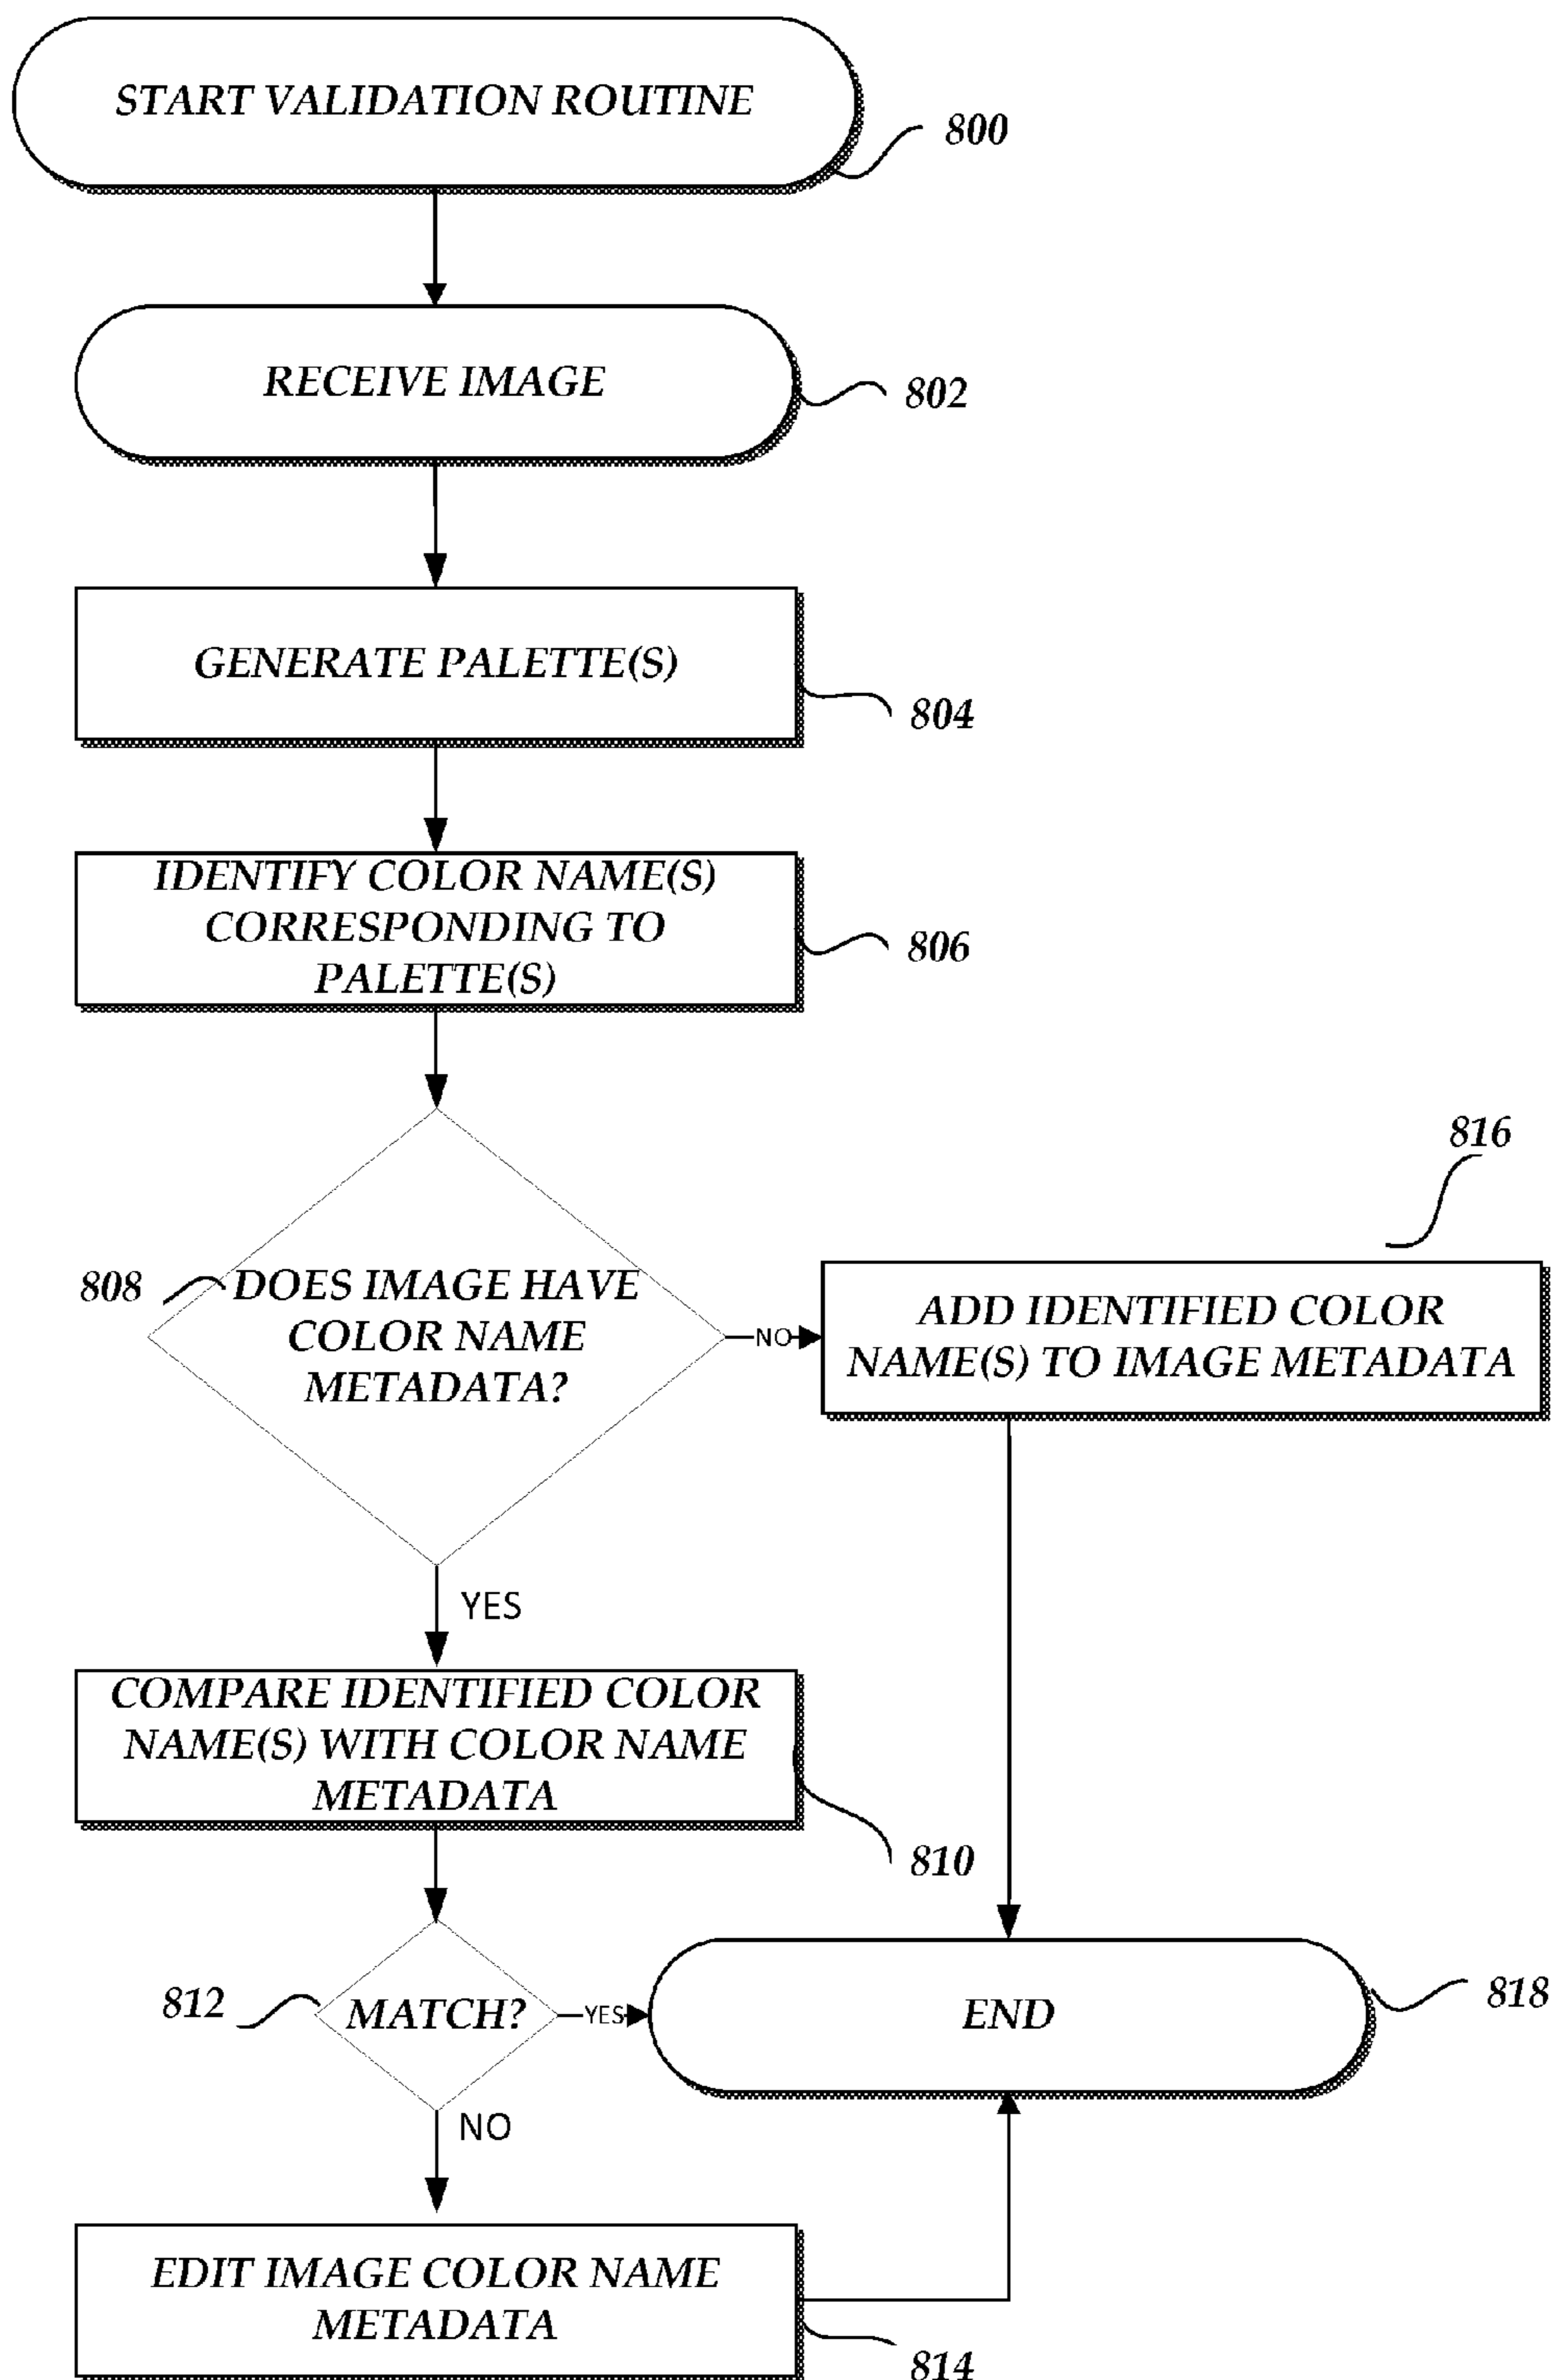 START VALIDATION ROUTINE
800
RECEIVE IMAGE
802
GENERATE PALETTE(S)
804
IDENTIFY COLOR NAME(S)
CORRESPONDING TO
PALETTE(S)
806
808
DOES IMAGE HAVE
COLOR NAME
METADATA?
NO
816
ADD IDENTIFIED COLOR
NAME(S) TO IMAGE METADATA
YES
COMPARE IDENTIFIED COLOR
NAME(S) WITH COLOR NAME
METADATA
810
812
MATCH?
YES
END
818
NO
EDIT IMAGE COLOR NAME
METADATA
814